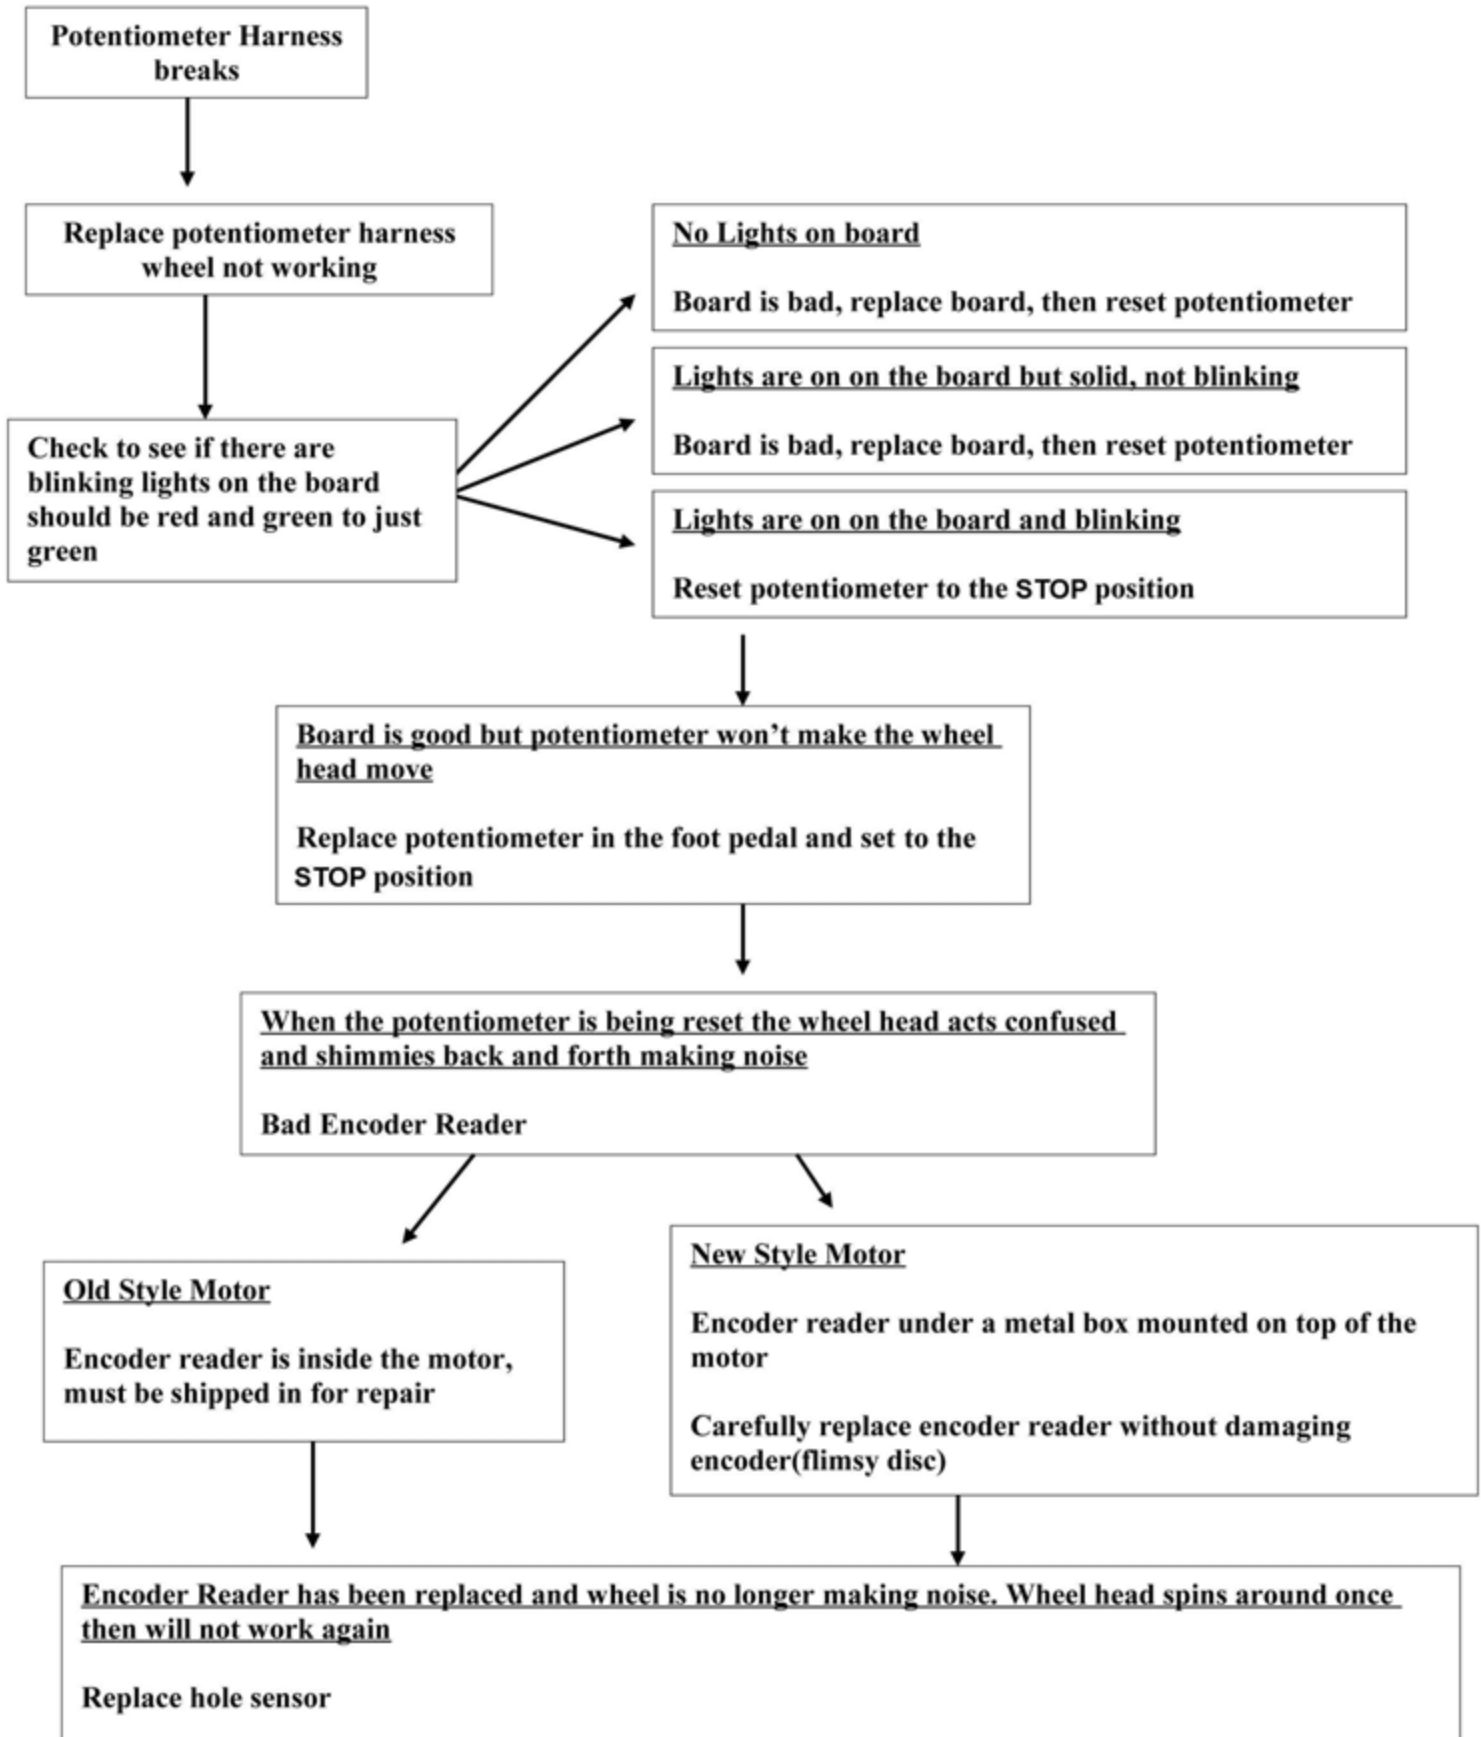 Potentiometer Harness
breaks
Replace potentiometer harness
wheel not working
Check to see if there are
blinking lights on the board
should be red and green to just
green
No Lights on board
Board is bad, replace board, then reset potentiometer
Lights are on on the board but solid, not blinking
Board is bad, replace board, then reset potentiometer
Lights are on on the board and blinking
Reset potentiometer to the STOP position
Board is good but potentiometer won’t make the wheel
head move
Replace potentiometer in the foot pedal and set to the
STOP position
When the potentiometer is being reset the wheel head acts confused
and shimmies back and forth making noise
Bad Encoder Reader
Old Style Motor
Encoder reader is inside the motor,
must be shipped in for repair
New Style Motor
Encoder reader under a metal box mounted on top of the
motor
Carefully replace encoder reader without damaging
encoder(flimsy disc)
Encoder Reader has been replaced and wheel is no longer making noise. Wheel head spins around once
then will not work again
Replace hole sensor